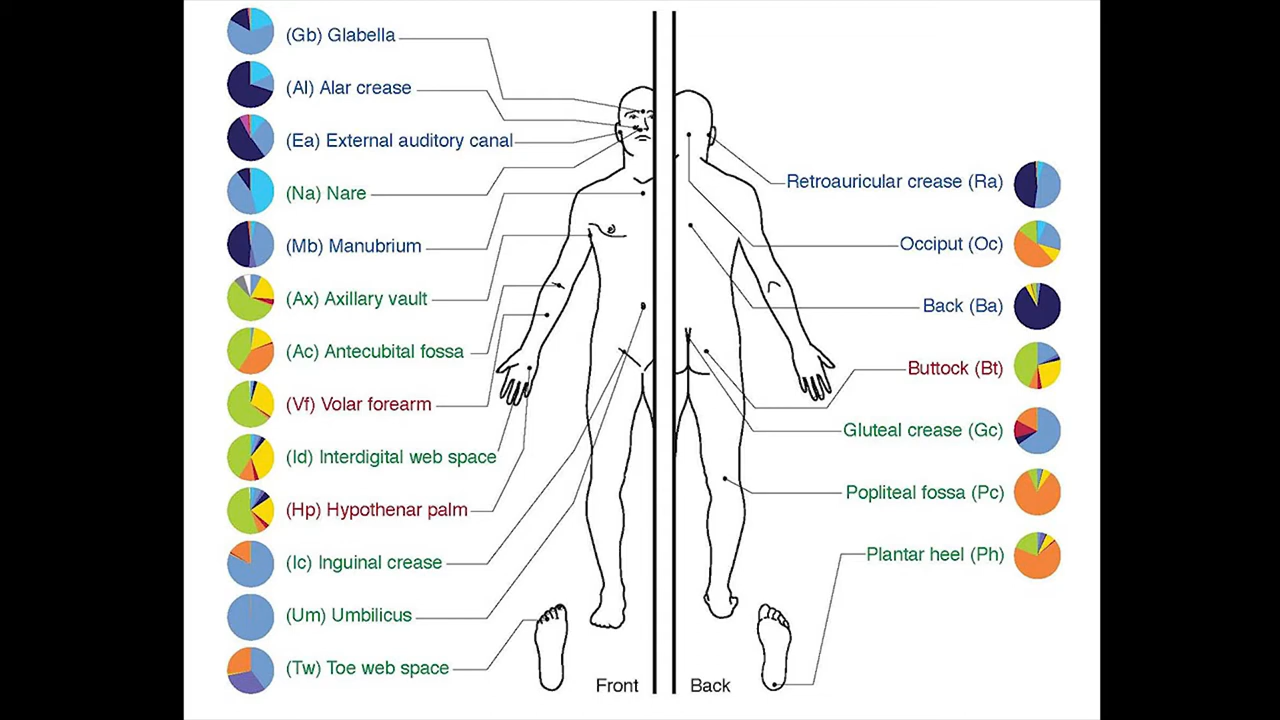 (Gb) Glabella
(Al) Alar crease
(Ea) External auditory canal
(Na) Nare
(Mb) Manubrium
(Ax) Axillary vault
(Ac) Antecubital fossa
(Vf) Volar forearm
(Id) Interdigital web space
(Hp) Hypothenar palm
(Ic) Inguinal crease
(Um) Umbilicus
(Tw) Toe web space
Front
Back
Retroauricular crease (Ra)
Occiput (Oc)
Back (Ba)
Buttock (Bt)
Gluteal crease (Gc)
Popliteal fossa (Pc)
Plantar heel (Ph)